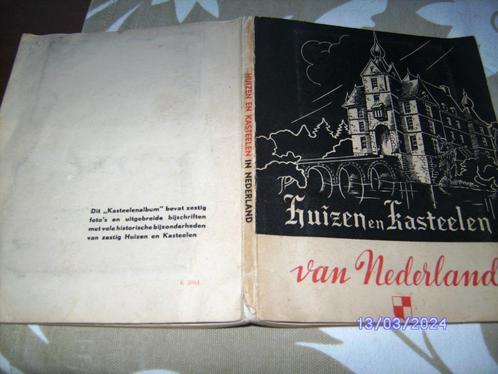 Dit „Kasteelenalbum" bevat zestig
foto's en uitgebreide bijschriften
met vele historische bijzonderheden
van zestig Huizen en Kasteelen
HUIZEN EN KASTEELEN IN NEDERLAND
Huizen en Kasteelen
van Nederland
13/03/2024